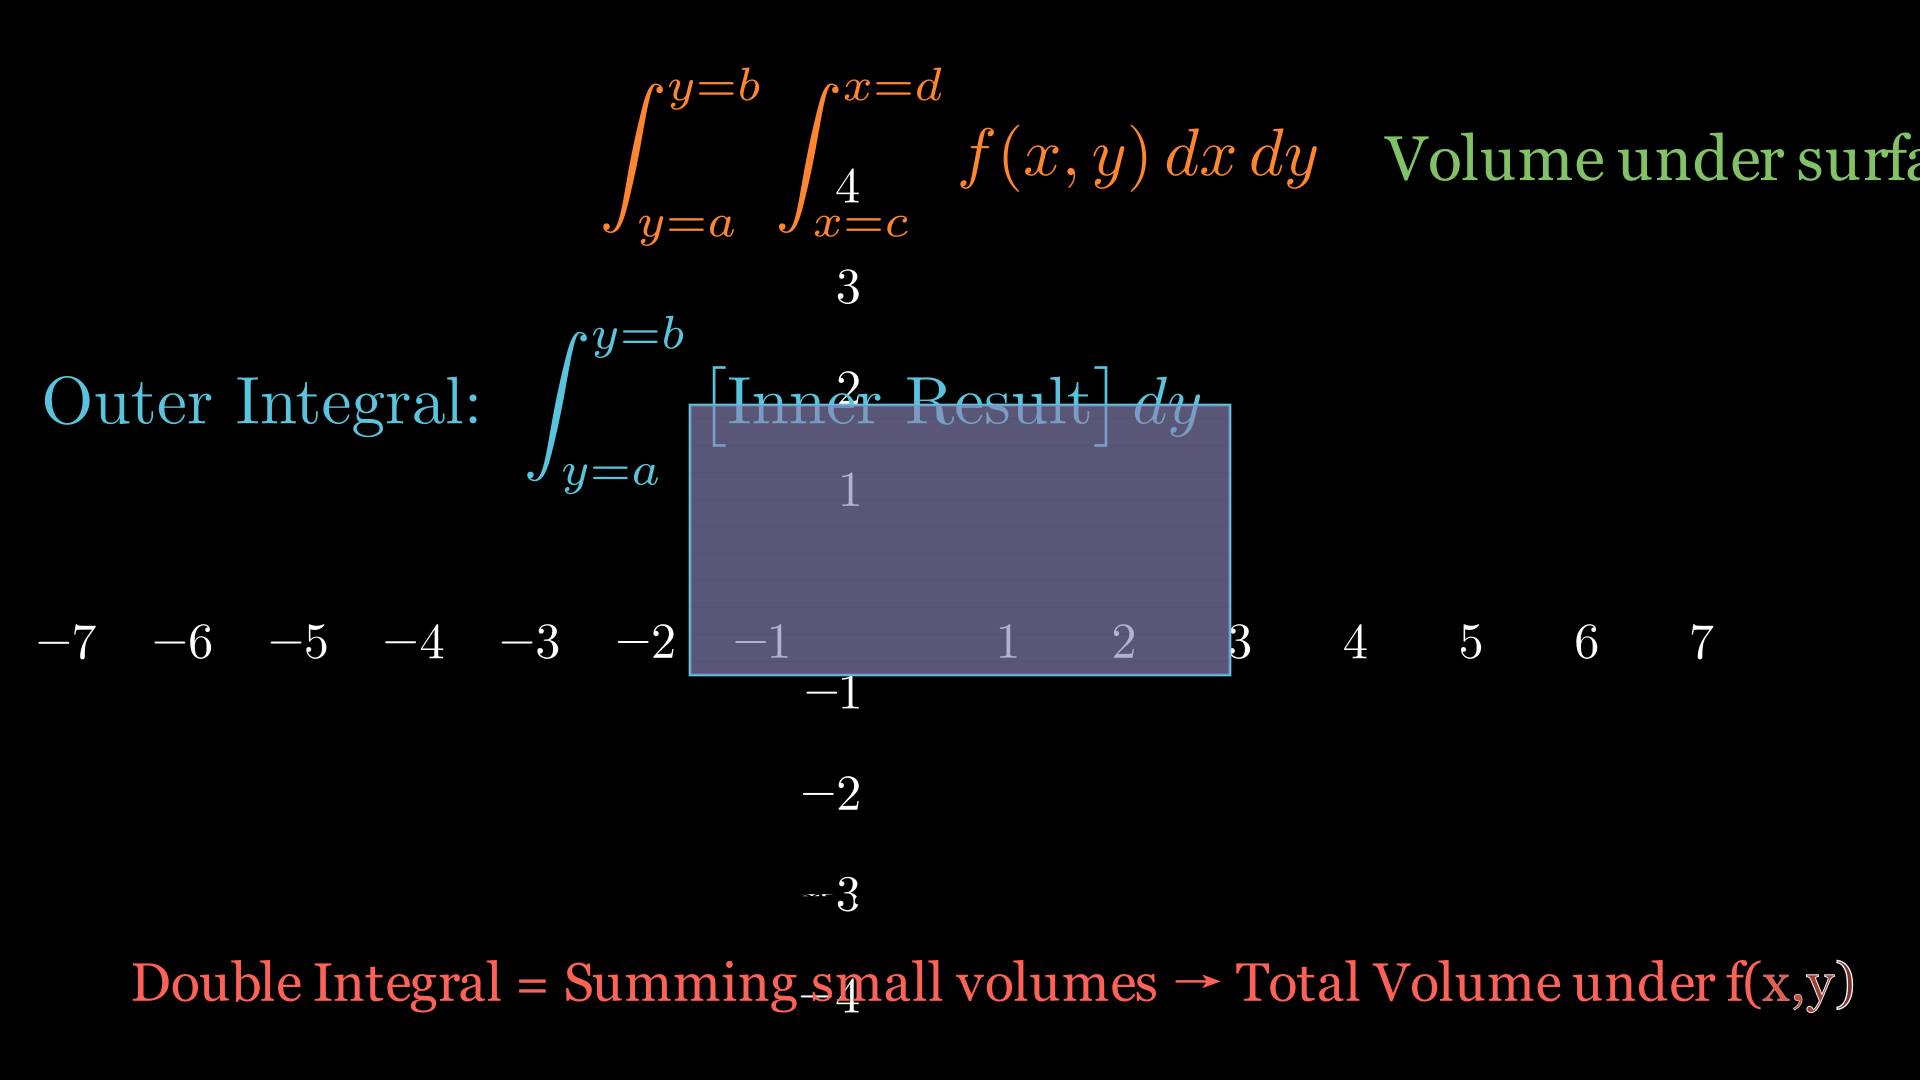 ∫_{y=a}^{y=b} ∫_{x=c}^{x=d} f(x, y) dx dy Volume under
4
3
Outer Integral: ∫_{y=a}^{y=b} [Inner Result] dy
2
1
−7 −6 −5 −4 −3 −2 −1 1 2 3 4 5 6 7
−1
−2
−3
Double Integral = Summing small volumes → Total Volume under f(x,y)
−4